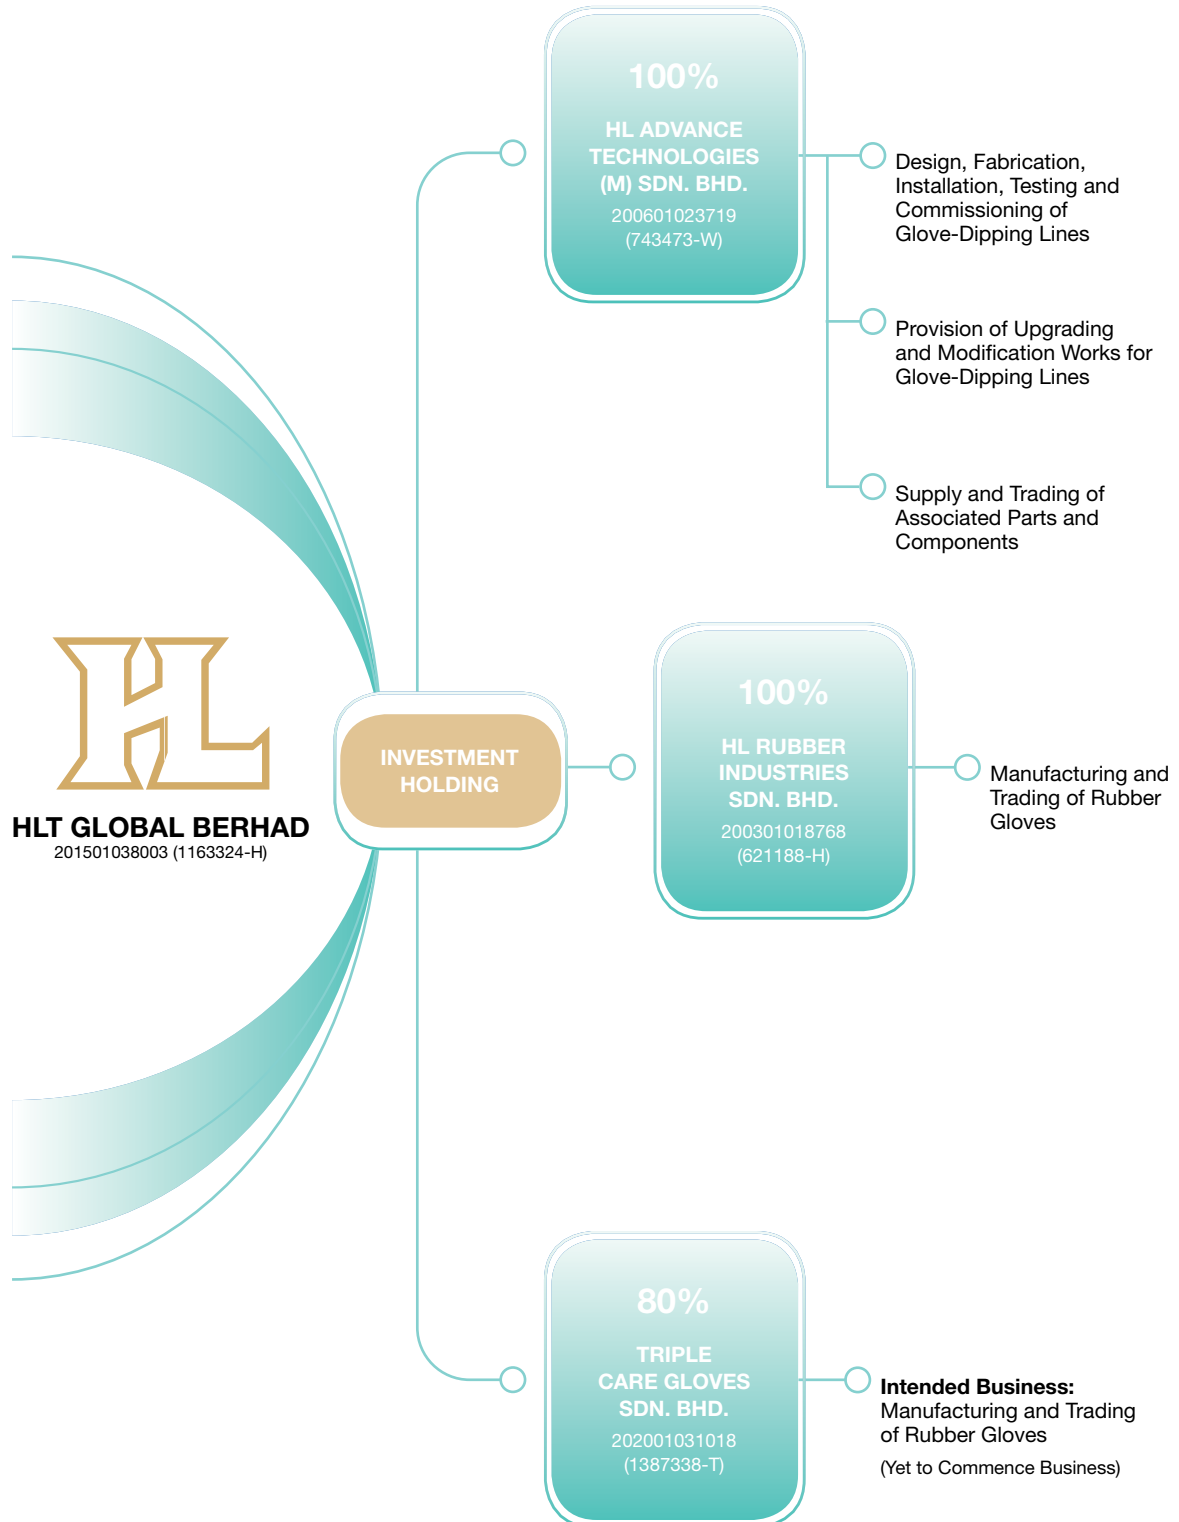 100%
HL ADVANCE
TECHNOLOGIES
(M) SDN. BHD.
200601023719
(743473-W)
Design, Fabrication,
Installation, Testing and
Commissioning of
Glove-Dipping Lines
Provision of Upgrading
and Modification Works for
Glove-Dipping Lines
Supply and Trading of
Associated Parts and
Components
HL
HLT GLOBAL BERHAD
201501038003 (1163324-H)
INVESTMENT
HOLDING
100%
HL RUBBER
INDUSTRIES
SDN. BHD.
200301018768
(621188-H)
Manufacturing and
Trading of Rubber
Gloves
80%
TRIPLE
CARE GLOVES
SDN. BHD.
202001031018
(1387338-T)
Intended Business:
Manufacturing and Trading
of Rubber Gloves
(Yet to Commence Business)